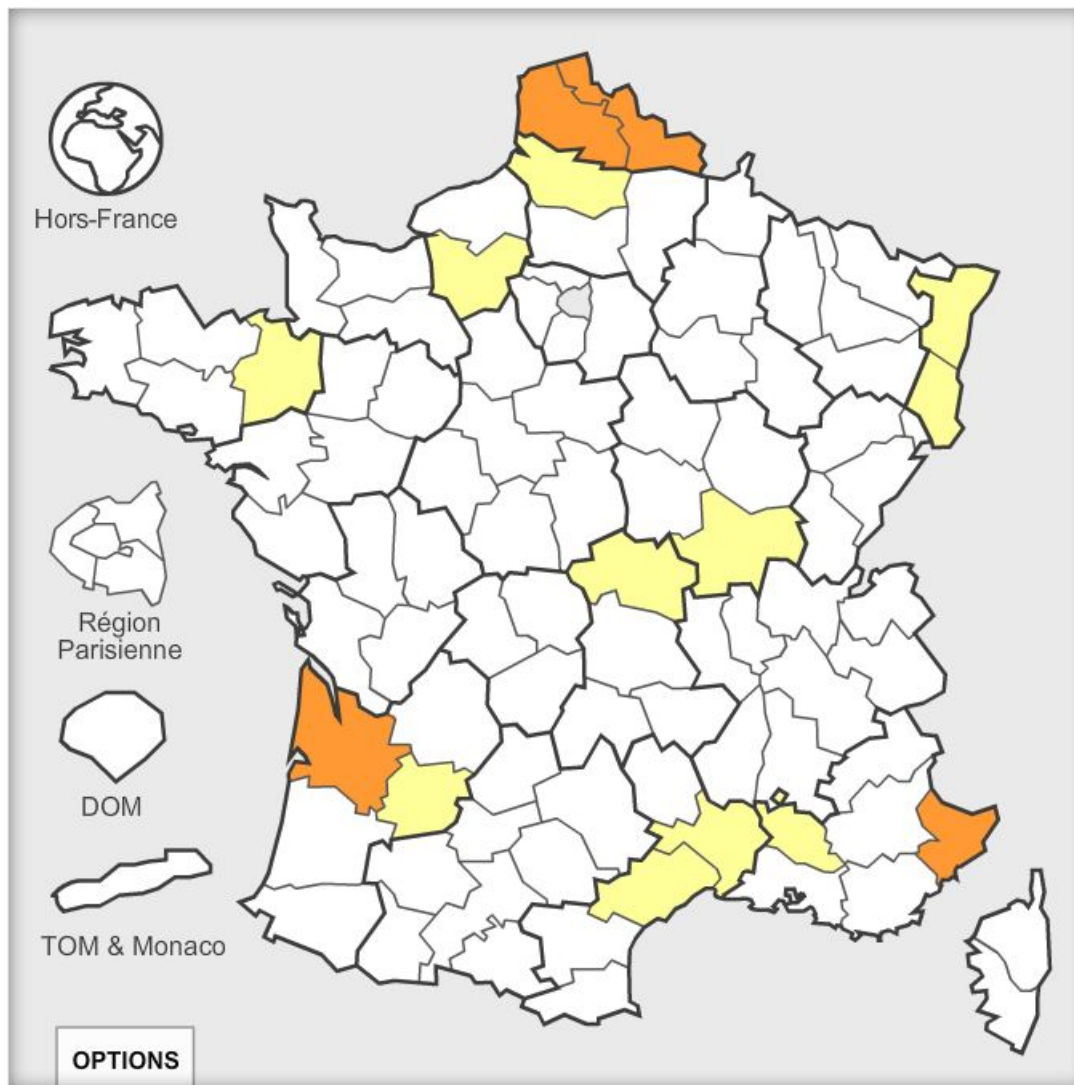 Hors-France
Région
Parisienne
DOM
TOM & Monaco
OPTIONS